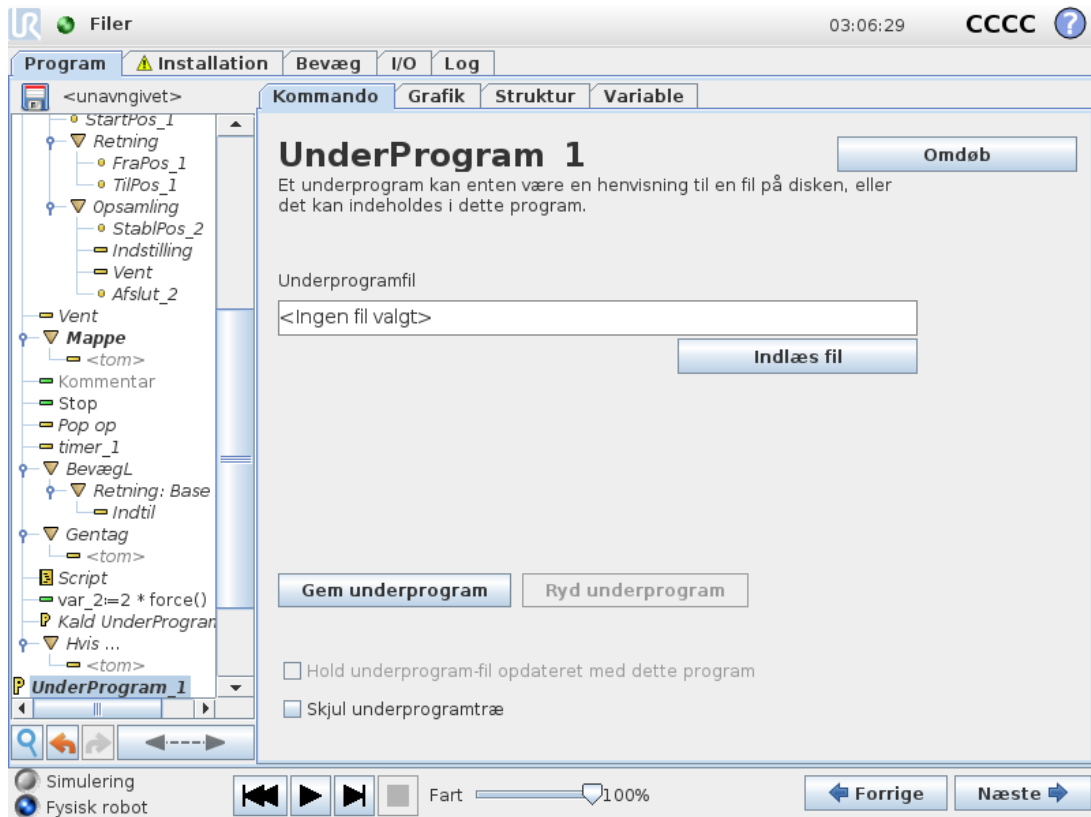 UR Filer 03:06:29 CCCC ?
Program Installation Bevæg I/O Log
<unavngivet>
Kommando Grafik Struktur Variable
StartPos_1
Retning
FraPos_1
TilPos_1
Opsamling
StablPos_2
Indstilling
Vent
Afslut_2
Vent
Mappe
<tom>
Kommentar
Stop
Pop op
timer_1
BevægL
Retning: Base
Indtil
Gentag
<tom>
Script
var_2:=2 * force()
Kald UnderProgram
Hvis ...
<tom>
UnderProgram_1
UnderProgram_1
Omdøb
Et underprogram kan enten være en henvisning til en fil på disken, eller
det kan indeholdes i dette program.
Underprogramfil
<Ingen fil valgt>
Indlæs fil
Gem underprogram Ryd underprogram
Hold underprogram-fil opdateret med dette program
Skjul underprogramtræ
Simulering
Fysisk robot
Fart 100%
Forrige Næste